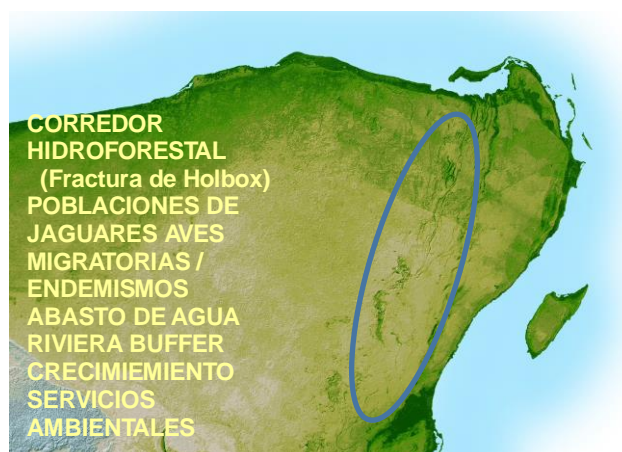 CORREDOR
HIDROFORESTAL
(Fractura de Holbox)
POBLACIONES DE
JAGUARES AVES
MIGRATORIAS /
ENDEMISMOS
ABASTO DE AGUA
RIVIERA BUFFER
CRECIMIEMIENTO
SERVICIOS
AMBIENTALES